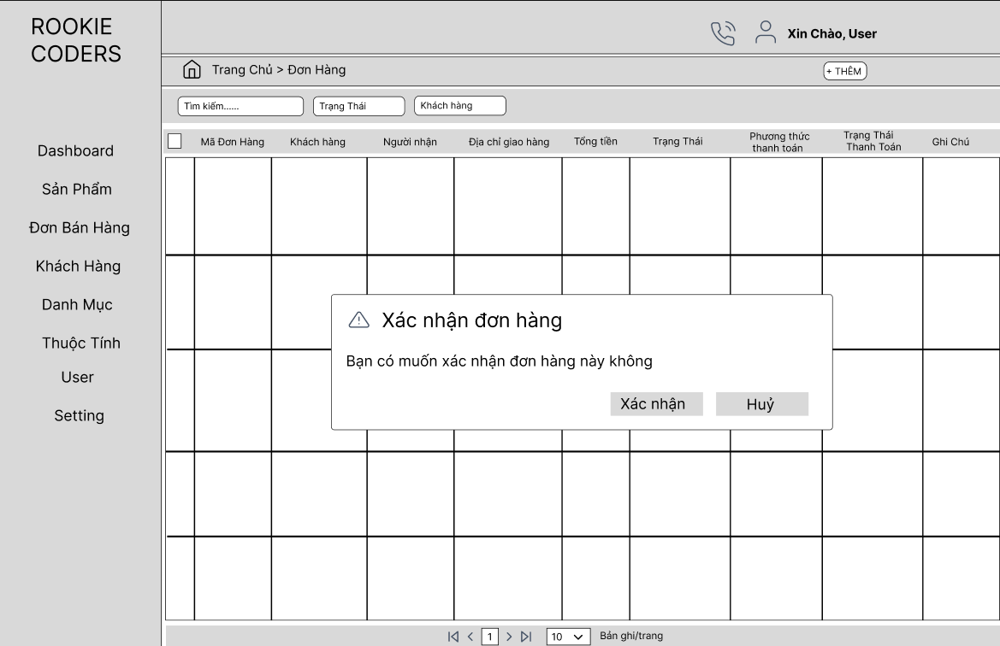 ROOKIE
CODERS
Xin Chào, User
Trang Chủ > Đơn Hàng
+ THÊM
Tìm kiếm......
Trạng Thái
Khách hàng
Dashboard
Sản Phẩm
Đơn Bán Hàng
Khách Hàng
Danh Mục
Thuộc Tính
User
Setting
Mã Đơn Hàng
Khách hàng
Người nhận
Địa chỉ giao hàng
Tổng tiền
Trạng Thái
Phương thức
thanh toán
Trạng Thái
Thanh Toán
Ghi Chú
Xác nhận đơn hàng
Bạn có muốn xác nhận đơn hàng này không
Xác nhận
Huỷ
1
10
Bản ghi/trang